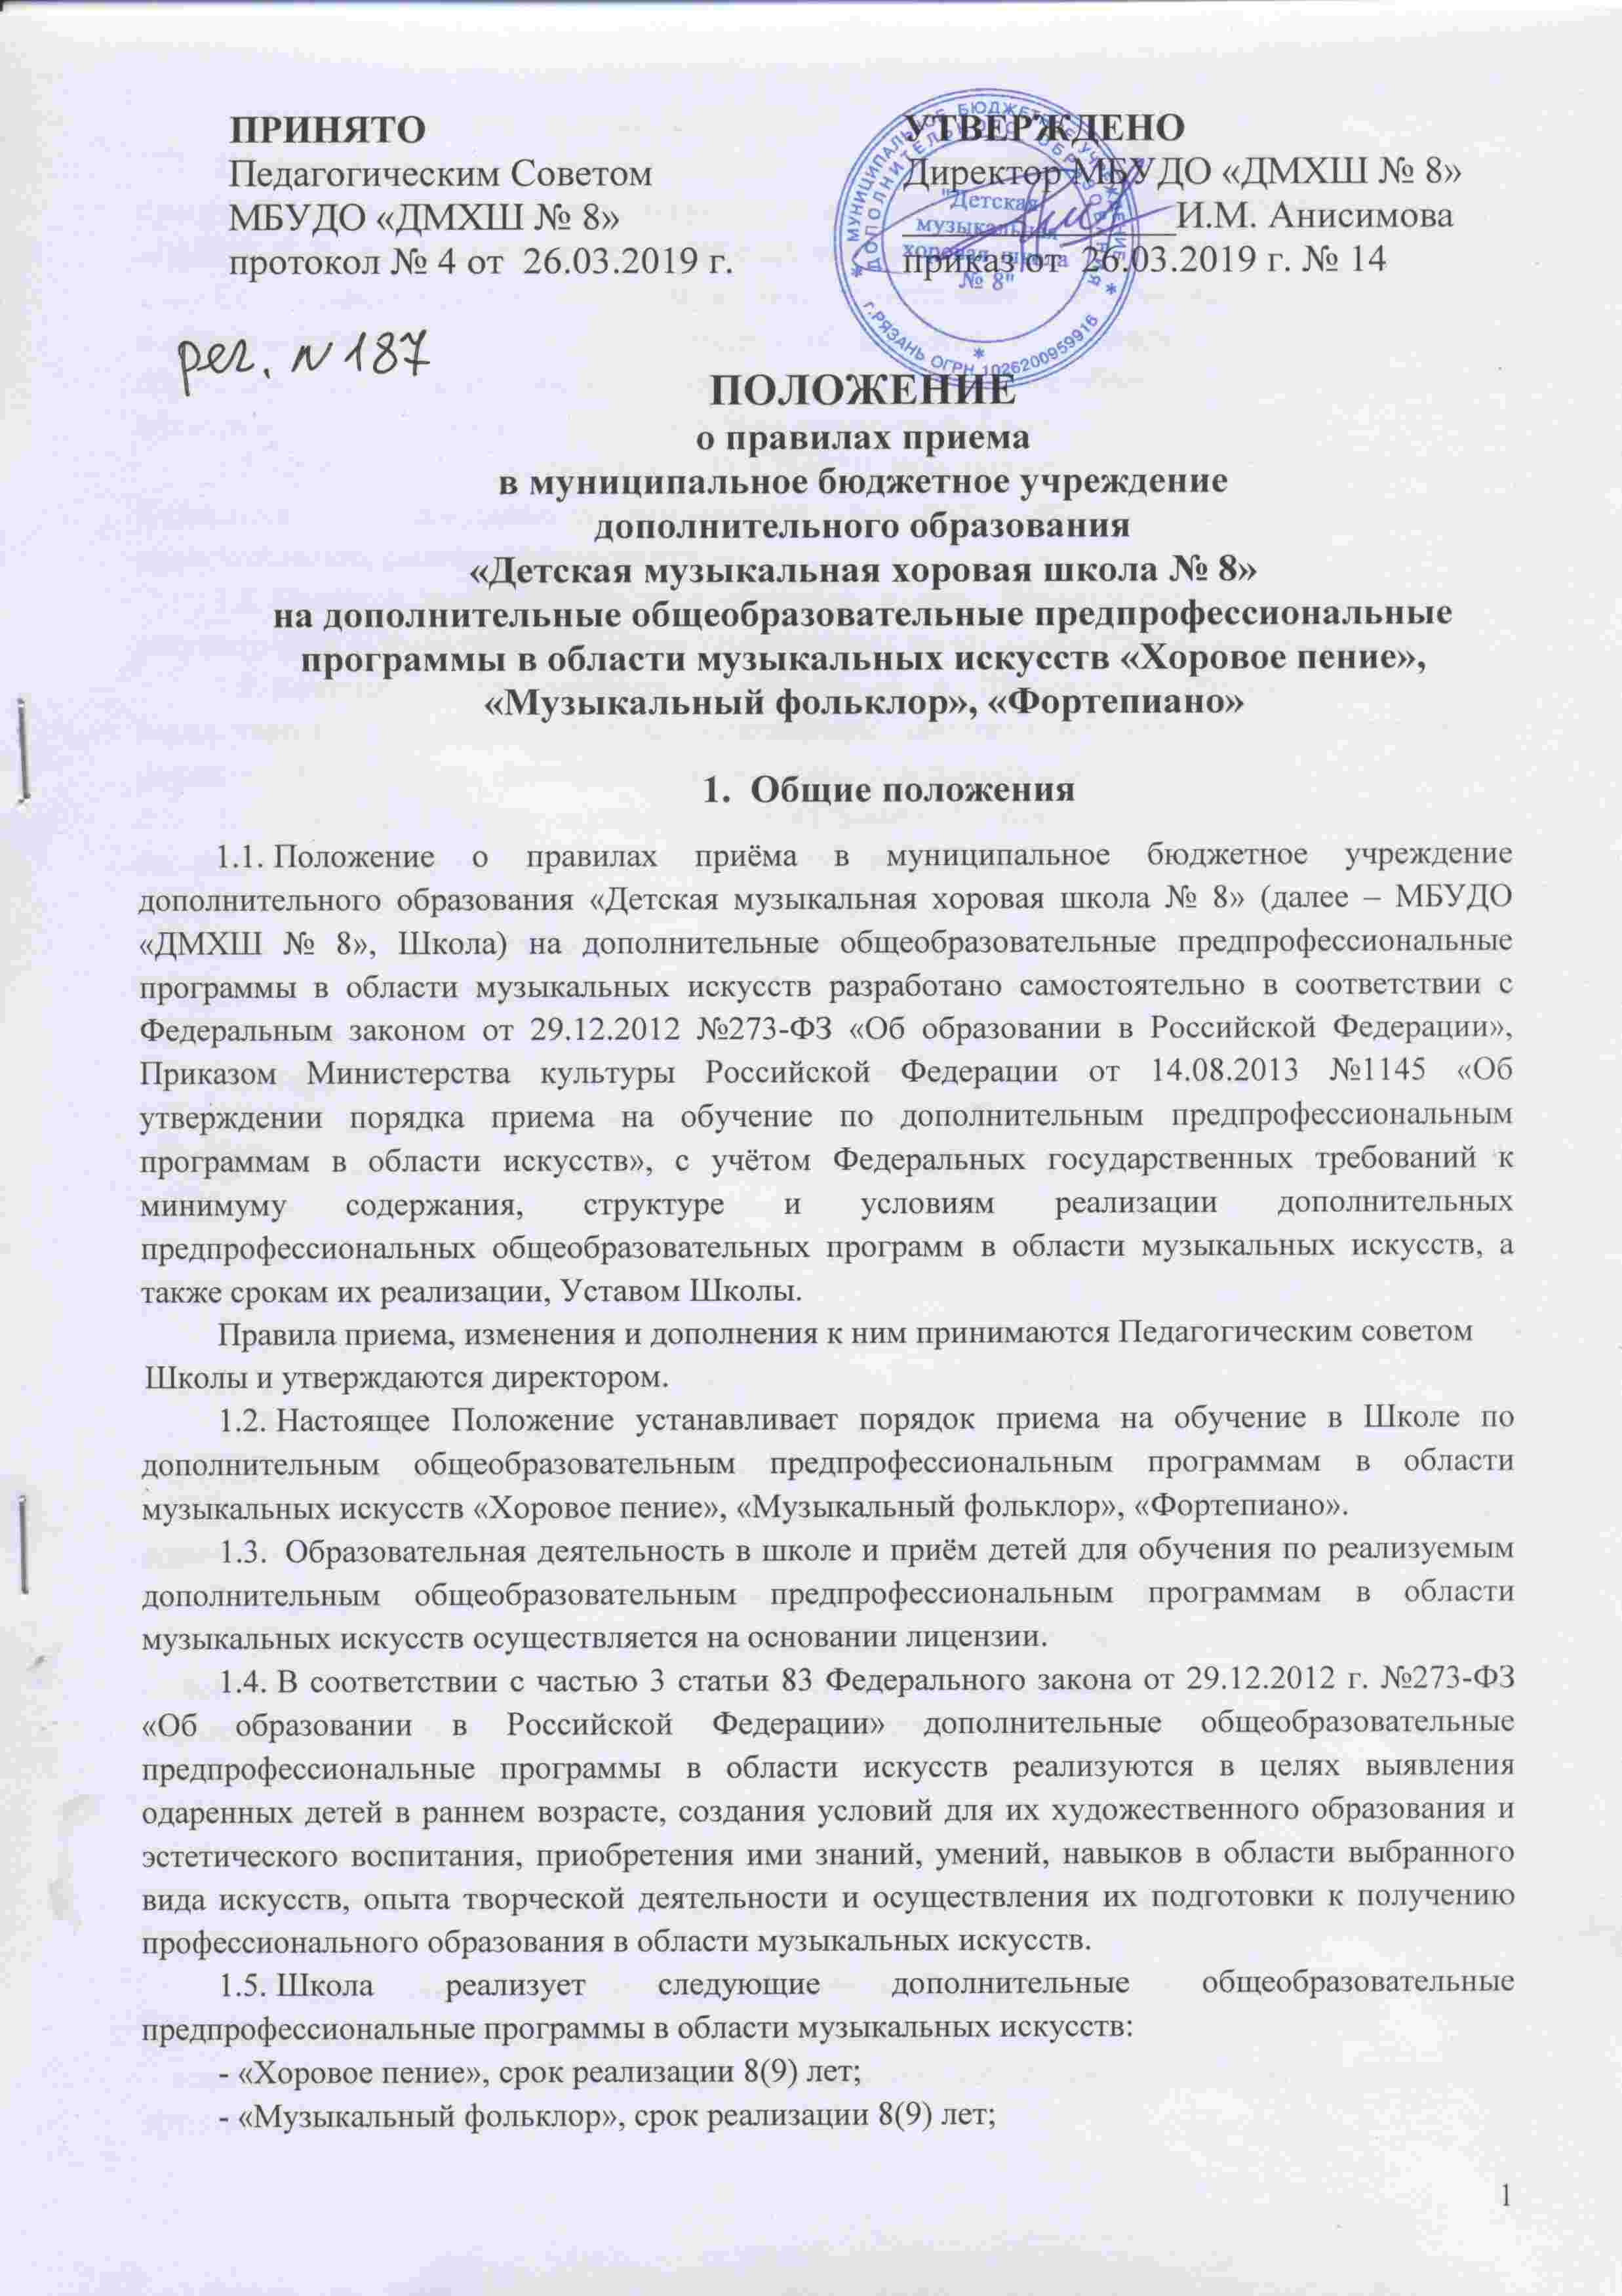 ПРИНЯТО
Педагогическим Советом
МБУДО «ДМХШ № 8»
протокол № 4 от 26.03.2019 г.
УТВЕРЖДЕНО
Директор МБУДО «ДМХШ № 8»
И.М. Анисимова
приказ от 26.03.2019 г. № 14
МУНИЦИПАЛЬНОЕ БЮДЖЕТНОЕ УЧРЕЖДЕНИЕ
ДОПОЛНИТЕЛЬНОГО ОБРАЗОВАНИЯ
"Детская
музыкальная
хоровая школа
№ 8"
г.РЯЗАНЬ ОГРН 1026200959916
рег. N 187
ПОЛОЖЕНИЕ
о правилах приема
в муниципальное бюджетное учреждение
дополнительного образования
«Детская музыкальная хоровая школа № 8»
на дополнительные общеобразовательные предпрофессиональные
программы в области музыкальных искусств «Хоровое пение»,
«Музыкальный фольклор», «Фортепиано»
1. Общие положения
1.1. Положение о правилах приёма в муниципальное бюджетное учреждение
дополнительного образования «Детская музыкальная хоровая школа № 8» (далее – МБУДО
«ДМХШ № 8», Школа) на дополнительные общеобразовательные предпрофессиональные
программы в области музыкальных искусств разработано самостоятельно в соответствии с
Федеральным законом от 29.12.2012 №273-ФЗ «Об образовании в Российской Федерации»,
Приказом Министерства культуры Российской Федерации от 14.08.2013 №1145 «Об
утверждении порядка приема на обучение по дополнительным предпрофессиональным
программам в области искусств», с учётом Федеральных государственных требований к
минимуму содержания, структуре и условиям реализации дополнительных
предпрофессиональных общеобразовательных программ в области музыкальных искусств, а
также срокам их реализации, Уставом Школы.
Правила приема, изменения и дополнения к ним принимаются Педагогическим советом
Школы и утверждаются директором.
1.2. Настоящее Положение устанавливает порядок приема на обучение в Школе по
дополнительным общеобразовательным предпрофессиональным программам в области
музыкальных искусств «Хоровое пение», «Музыкальный фольклор», «Фортепиано».
1.3. Образовательная деятельность в школе и приём детей для обучения по реализуемым
дополнительным общеобразовательным предпрофессиональным программам в области
музыкальных искусств осуществляется на основании лицензии.
1.4. В соответствии с частью 3 статьи 83 Федерального закона от 29.12.2012 г. №273-ФЗ
«Об образовании в Российской Федерации» дополнительные общеобразовательные
предпрофессиональные программы в области искусств реализуются в целях выявления
одаренных детей в раннем возрасте, создания условий для их художественного образования и
эстетического воспитания, приобретения ими знаний, умений, навыков в области выбранного
вида искусств, опыта творческой деятельности и осуществления их подготовки к получению
профессионального образования в области музыкальных искусств.
1.5. Школа реализует следующие дополнительные общеобразовательные
предпрофессиональные программы в области музыкальных искусств:
- «Хоровое пение», срок реализации 8(9) лет;
- «Музыкальный фольклор», срок реализации 8(9) лет;
1